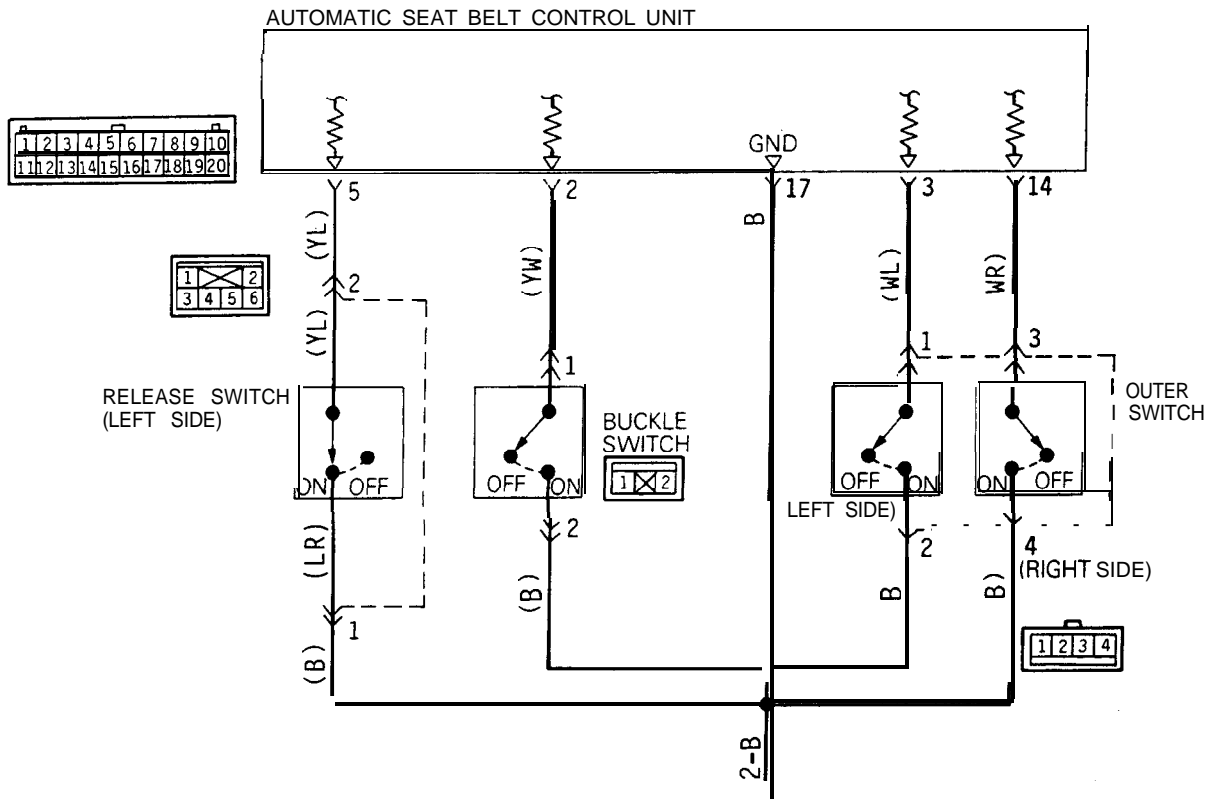 AUTOMATIC SEAT BELT CONTROL UNIT
GND
1 2 3 4 5 6 7 8 9 10
11 12 13 14 15 16 17 18 19 20
5
2
17
3
14
(YL)
(YW)
B
(WL)
WR)
1 2
3 4 5 6
2
(YL)
1
1
3
RELEASE SWITCH
(LEFT SIDE)
ON OFF
OFF ON
BUCKLE
SWITCH
1 2
OFF ON
ON OFF
OUTER
SWITCH
LEFT SIDE)
(LR)
2
2
4
(RIGHT SIDE)
(B)
B
B)
1
(B)
1 2 3 4
2-B